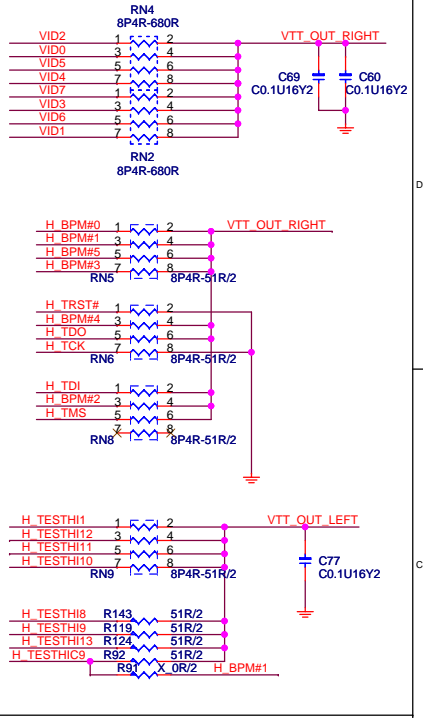 RN4
8P4R-680R
VID2 1 2 VTT_OUT_RIGHT
VID0 3 4
VID5 5 6
VID4 7 8
VID7 1 2
VID3 3 4
VID6 5 6
VID1 7 8
C69 C60
C0.1U16Y2 C0.1U16Y2
RN2
8P4R-680R
D
H_BPM#0 1 2 VTT_OUT_RIGHT
H_BPM#1 3 4
H_BPM#5 5 6
H_BPM#3 7 8
RN5 8P4R-51R/2
H_TRST# 1 2
H_BPM#4 3 4
H_TDO 5 6
H_TCK 7 8
RN6 8P4R-51R/2
H_TDI 1 2
H_BPM#2 3 4
H_TMS 5 6
7 8
RN8 8P4R-51R/2
H_TESTHI1 1 2 VTT_OUT_LEFT
H_TESTHI12 3 4
H_TESTHI11 5 6
H_TESTHI10 7 8
RN9 8P4R-51R/2
C77
C0.1U16Y2
C
H_TESTHI8 R143 51R/2
H_TESTHI9 R119 51R/2
H_TESTHI13 R124 51R/2
H_TESTHIC9 R92 51R/2
R91 X_0R/2 H_BPM#1